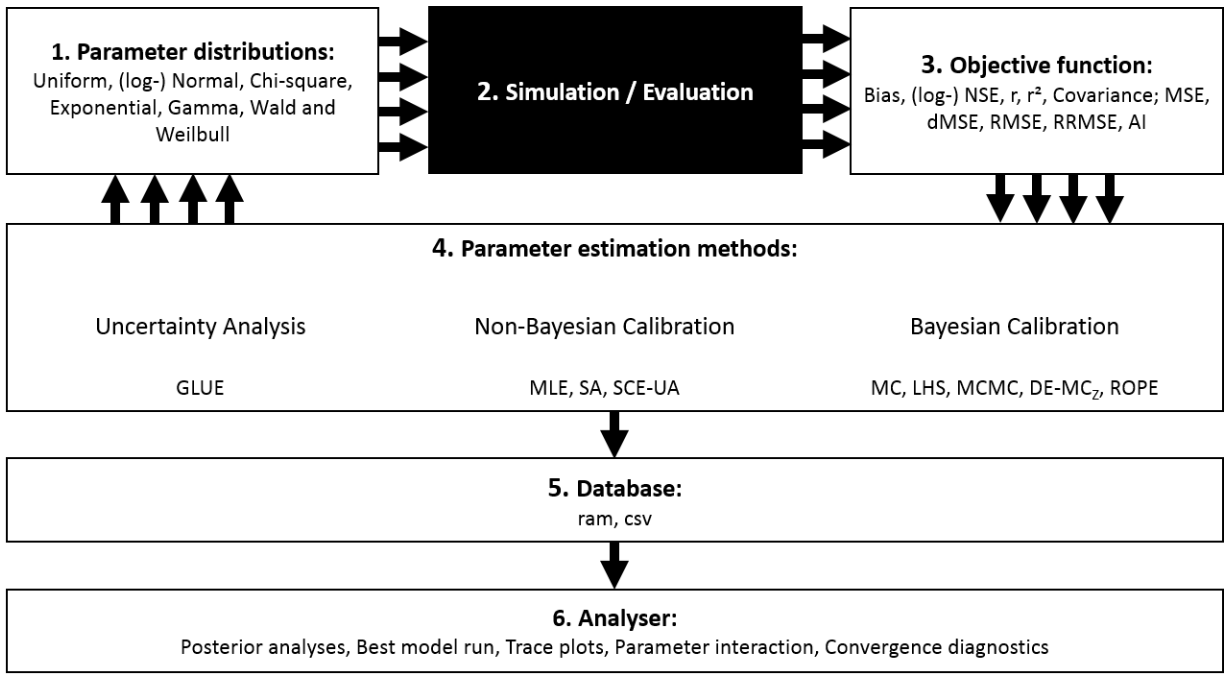 1. Parameter distributions:
Uniform, (log-) Normal, Chi-square,
Exponential, Gamma, Wald and
Weilbull
2. Simulation / Evaluation
3. Objective function:
Bias, (log-) NSE, r, r², Covariance; MSE,
dMSE, RMSE, RRMSE, AI
4. Parameter estimation methods:
Uncertainty Analysis
Non-Bayesian Calibration
Bayesian Calibration
GLUE
MLE, SA, SCE-UA
MC, LHS, MCMC, DE-MCz, ROPE
5. Database:
ram, csv
6. Analyser:
Posterior analyses, Best model run, Trace plots, Parameter interaction, Convergence diagnostics